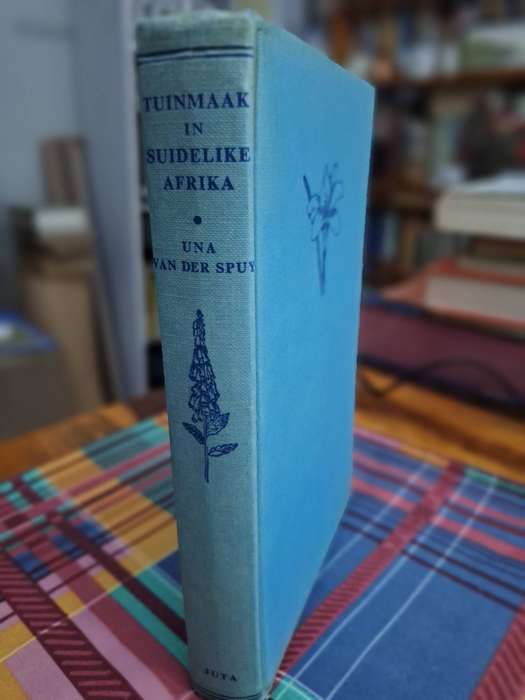 TUINMAAK
IN
SUIDELIKE
AFRIKA
UNA
VAN DER SPUY
JUTA